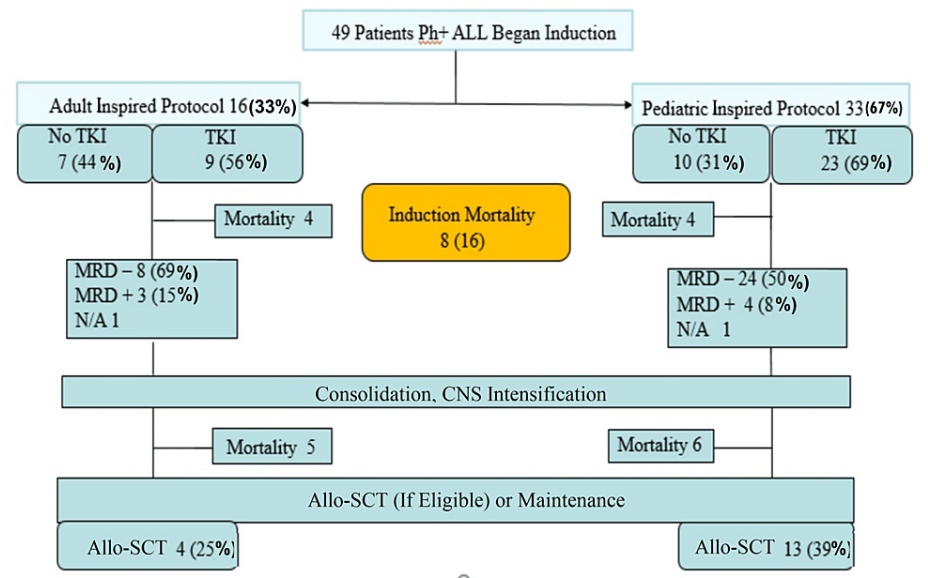 49 Patients Ph+ ALL Began Induction
Adult Inspired Protocol 16(33%)
Pediatric Inspired Protocol 33(67%)
No TKI
7 (44 %)
TKI
9 (56%)
No TKI
10 (31%)
TKI
23 (69%)
Mortality 4
Induction Mortality
8 (16)
Mortality 4
MRD – 8 (69%)
MRD + 3 (15%)
N/A 1
MRD – 24 (50%)
MRD + 4 (8%)
N/A 1
Consolidation, CNS Intensification
Mortality 5
Mortality 6
Allo-SCT (If Eligible) or Maintenance
Allo-SCT 4 (25%)
Allo-SCT 13 (39%)